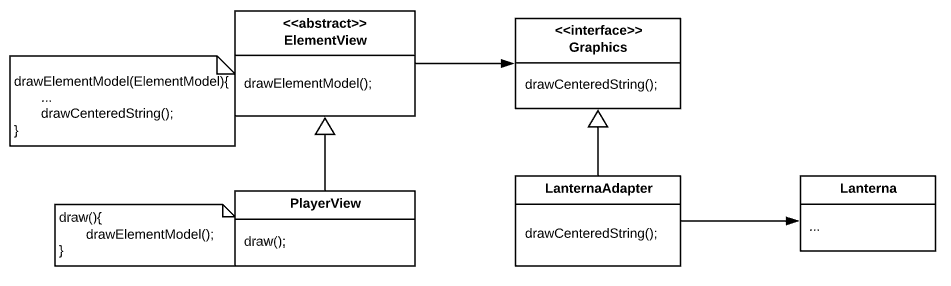 <<abstract>>
ElementView
drawElementModel();
drawElementModel(ElementModel){
...
drawCenteredString();
}
<<interface>>
Graphics
drawCenteredString();
PlayerView
draw();
draw(){
drawElementModel();
}
LanternaAdapter
drawCenteredString();
Lanterna
...